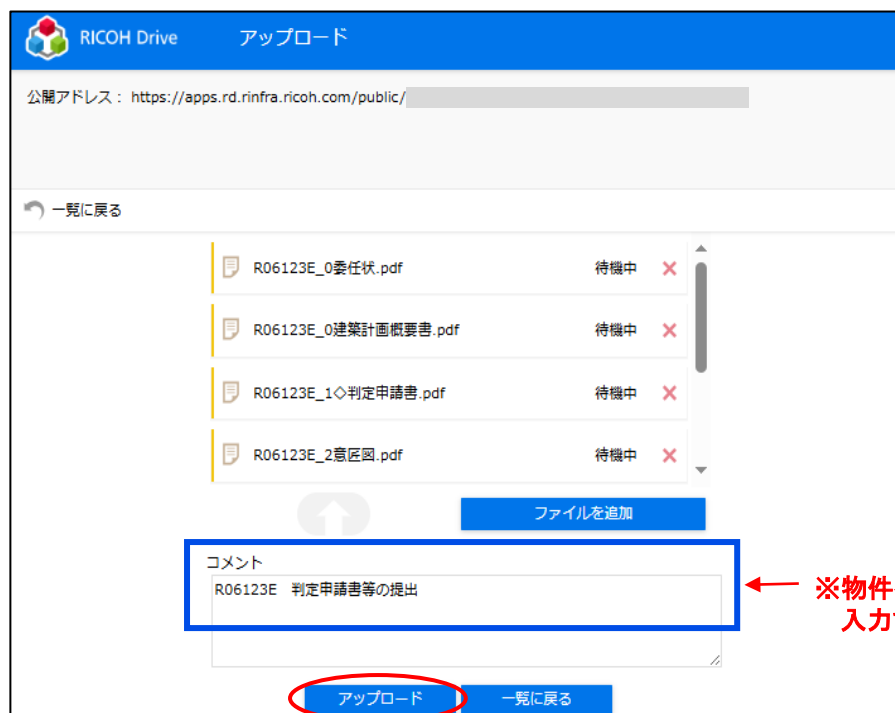 RICOH Drive アップロード
公開アドレス： https://apps.rd.rinfra.ricoh.com/public/
一覧に戻る
R06123E_0委任状.pdf 待機中
R06123E_0建築計画概要書.pdf 待機中
R06123E_1◇判定申請書.pdf 待機中
R06123E_2意匠図.pdf 待機中
ファイルを追加
コメント
R06123E　判定申請書等の提出
※物件
入力
アップロード 一覧に戻る